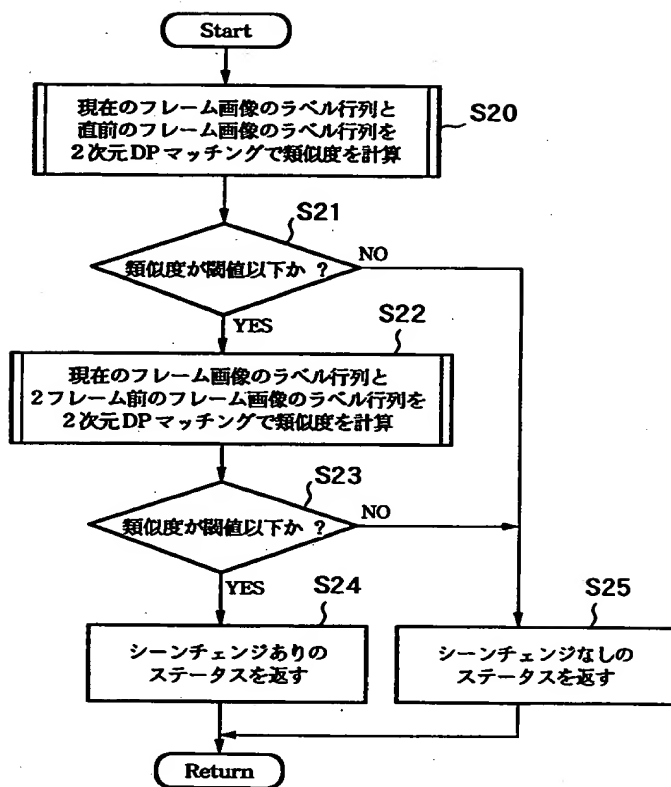 Start
現在のフレーム画像のラベル行列と
直前のフレーム画像のラベル行列を
2次元DPマッチングで類似度を計算
S20
S21
類似度が閾値以下か ?
NO
YES
S22
現在のフレーム画像のラベル行列と
2フレーム前のフレーム画像のラベル行列を
2次元DPマッチングで類似度を計算
S23
類似度が閾値以下か ?
NO
YES
S24
シーンチェンジありの
ステータスを返す
S25
シーンチェンジなしの
ステータスを返す
Return